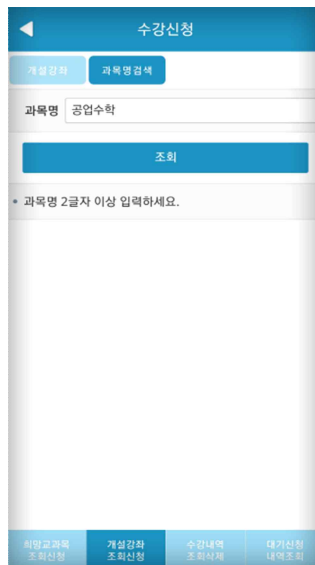 수강신청
개설강좌 과목명검색
과목명 공업수학
조회
• 과목명 2글자 이상 입력하세요.
희망교과목 개설강좌 수강내역 대기신청
조회신청 조회신청 조회삭제 내역조회